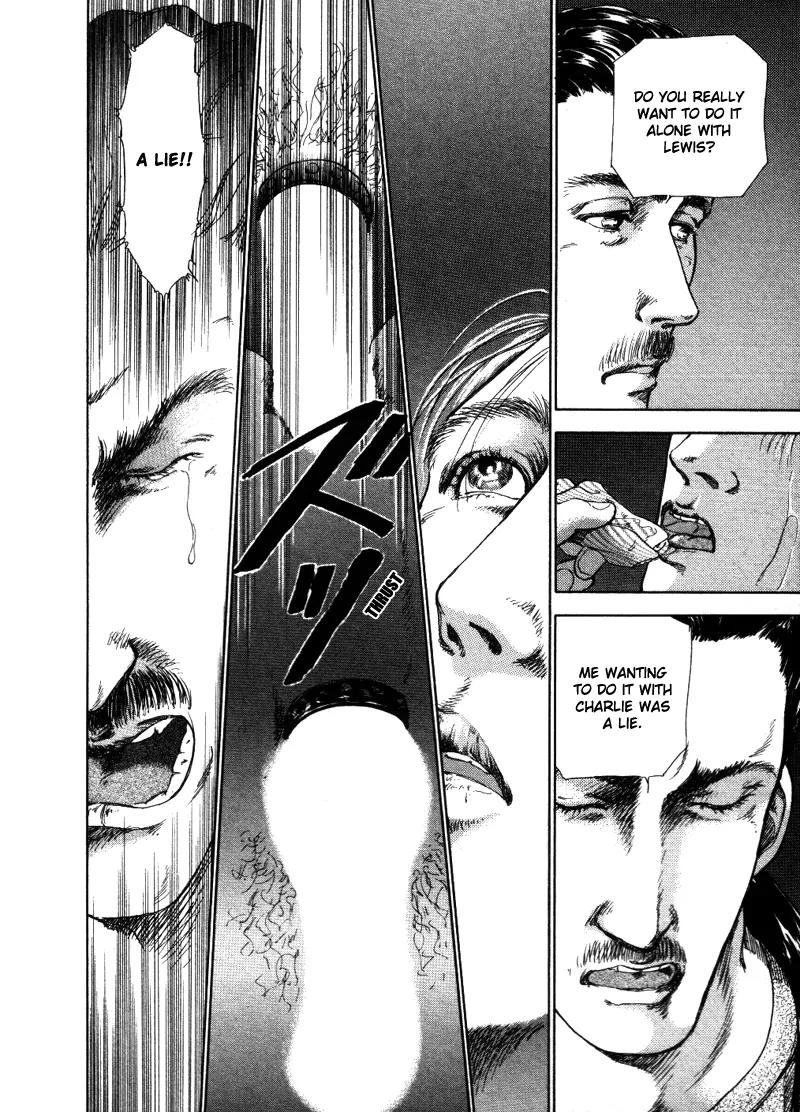 DO YOU REALLY
WANT TO DO IT
ALONE WITH
LEWIS?
ME WANTING
TO DO IT WITH
CHARLIE WAS
A LIE.
ズッ
THRUST
A LIE!!